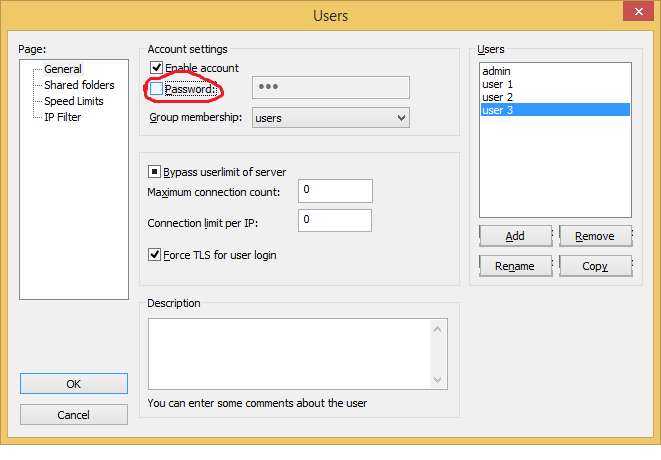 Users
Page:
General
Shared folders
Speed Limits
IP Filter
OK
Cancel
Account settings
Enable account
Password:
Group membership: users
Bypass userlimit of server
Maximum connection count: 0
Connection limit per IP: 0
Force TLS for user login
Description
You can enter some comments about the user
Users
admin
user 1
user 2
user 3
Add Remove
Rename Copy